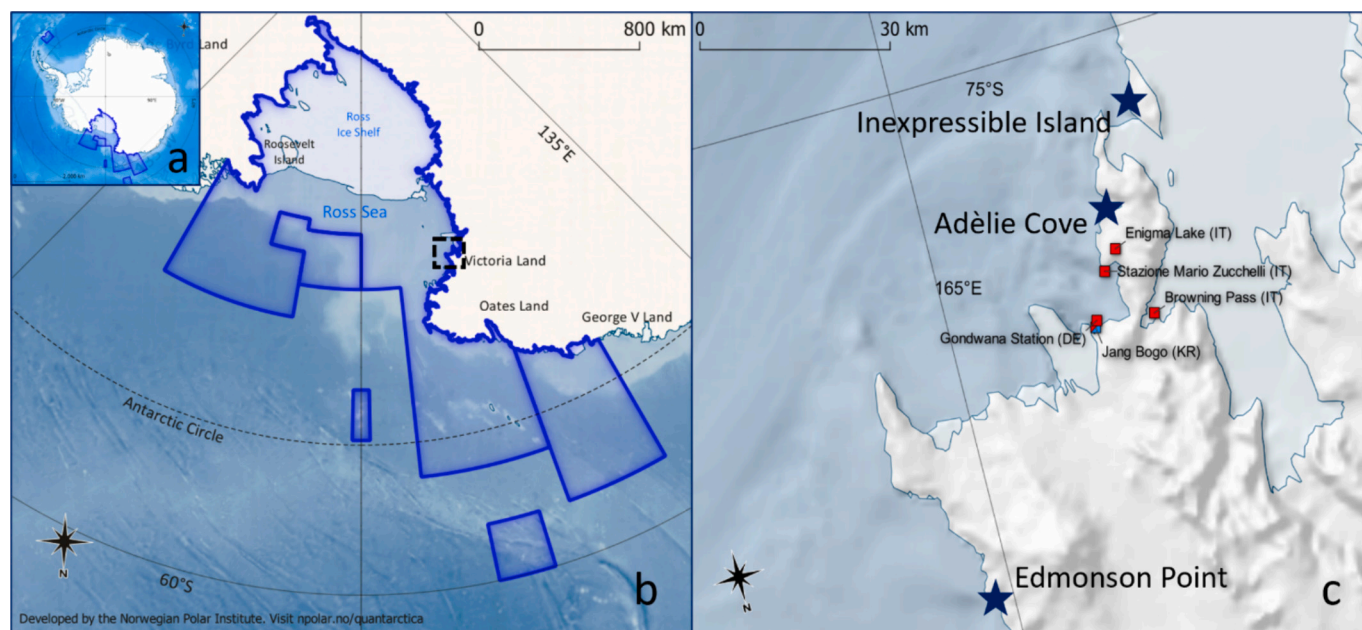 Byrd Land
a
0 800 km
Ross
Ice Shelf
Roosevelt
Island
135°E
Ross Sea
Victoria Land
Oates Land
George V Land
Antarctic Circle
N
60°S
b
Developed by the Norwegian Polar Institute. Visit npolar.no/quantarctica
0 30 km
75°S
Inexpressible Island
Adèlie Cove
Enigma Lake (IT)
Stazione Mario Zucchelli (IT)
165°E
Browning Pass (IT)
Gondwana Station (DE)
Jang Bogo (KR)
Edmonson Point
N
c